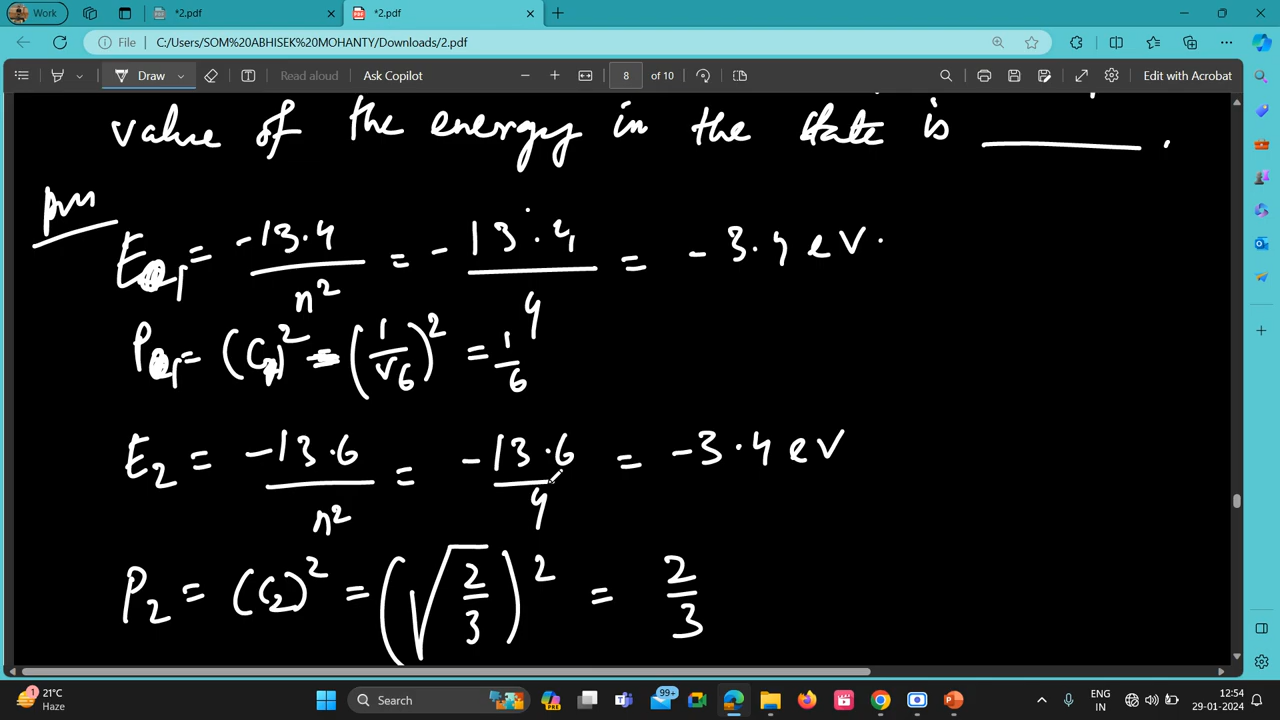 Work
*2.pdf
*2.pdf
File C:/Users/SOM%20ABHISEK%20MOHANTY/Downloads/2.pdf
Draw Read aloud Ask Copilot 8 of 10 Edit with Acrobat
value of the energy in the state is ______ .
E1 = -13.4/n² = -13.4/4 = -3.4 eV.
P1 = (C1)² = (1/√6)² = 1/6
E2 = -13.6/n² = -13.6/4 = -3.4 eV
P2 = (C2)² = (√2/3)² = 2/3
21°C
Haze
Search
99+
ENG
IN
12:54
29-01-2024